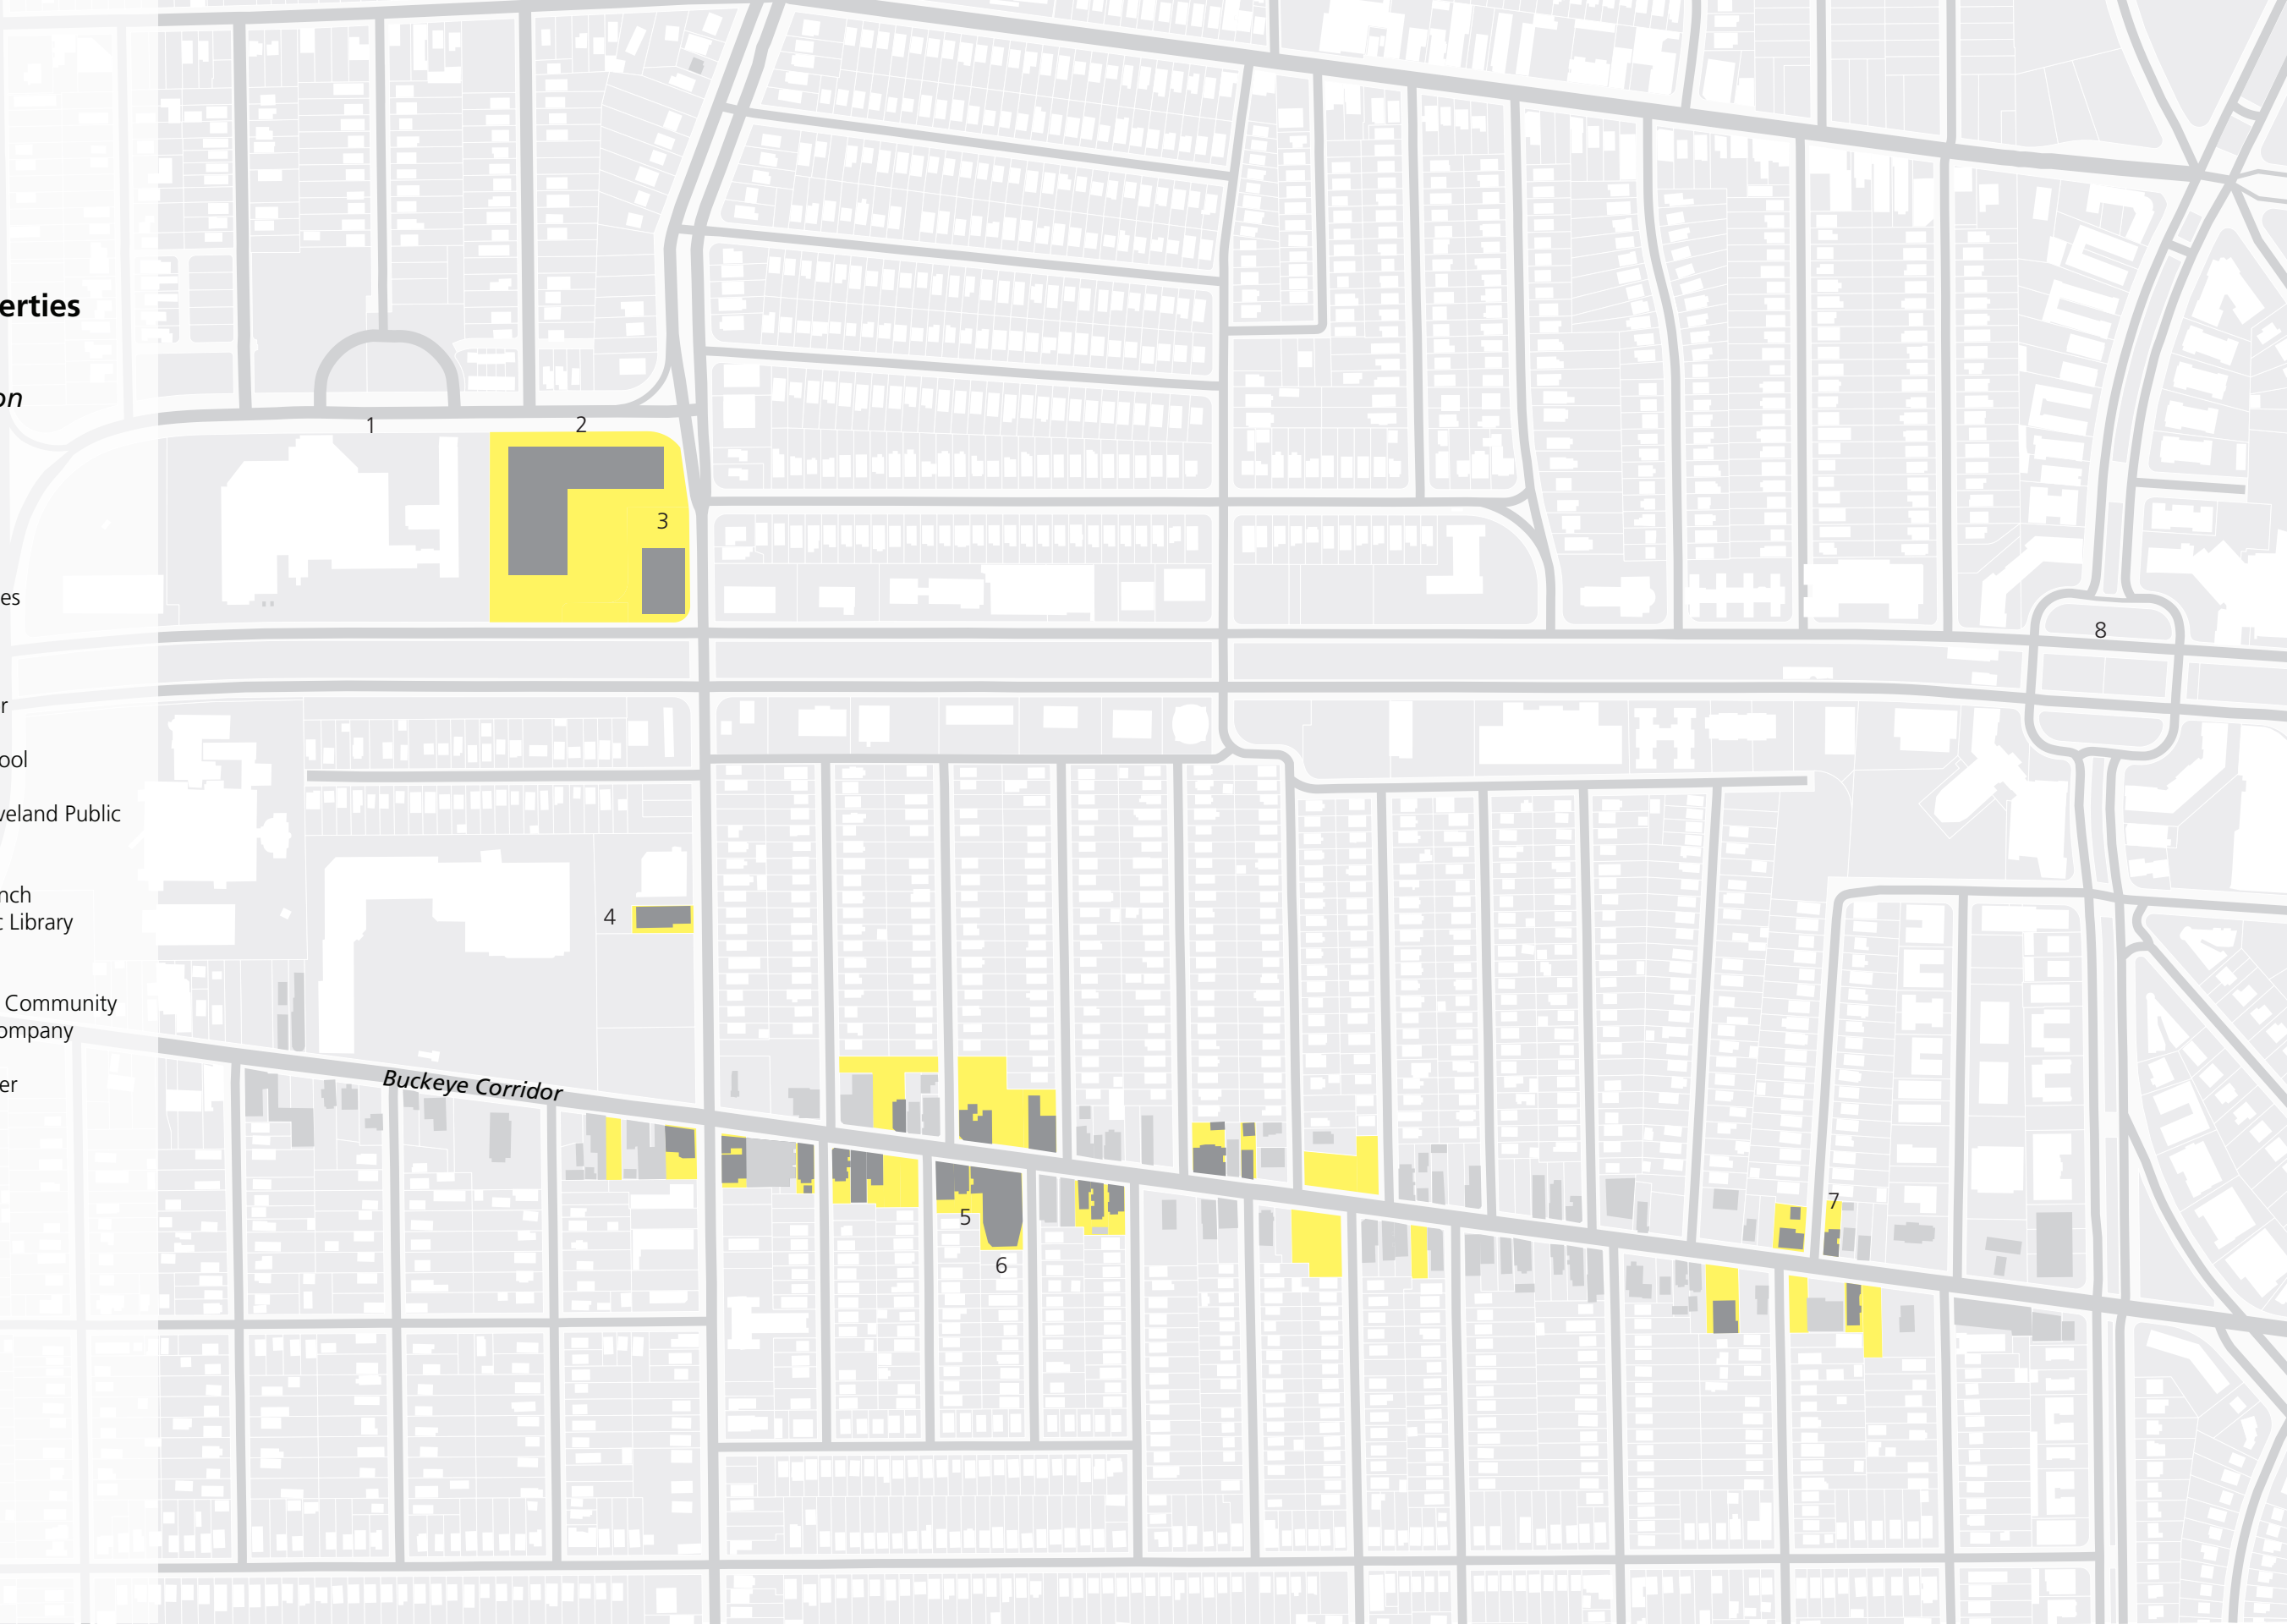 erties
on
es
r
ool
veland Public
nch
c Library
Community
ompany
er
1
2
3
8
4
Buckeye Corridor
7
5
6